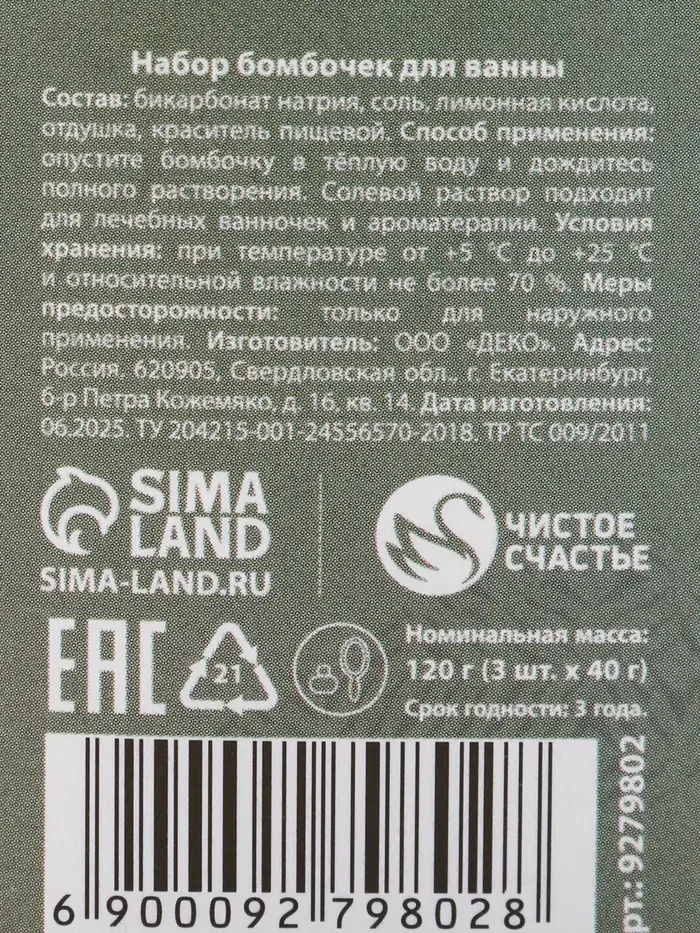 Набор бомбочек для ванны
Состав: бикарбонат натрия, соль, лимонная кислота,
отдушка, краситель пищевой. Способ применения:
опустите бомбочку в тёплую воду и дождитесь
полного растворения. Солевой раствор подходит
для лечебных ванночек и ароматерапии. Условия
хранения: при температуре от +5 °C до +25 °C
и относительной влажности не более 70 %. Меры
предосторожности: только для наружного
применения. Изготовитель: ООО «ДЕКО». Адрес:
Россия, 620905, Свердловская обл., г. Екатеринбург,
б-р Петра Кожемяко, д. 16, кв. 14. Дата изготовления:
06.2025. ТУ 204215-001-24556570-2018. ТР ТС 009/2011
SIMA
LAND
SIMA-LAND.RU
ЧИСТОЕ
СЧАСТЬЕ
EAC
21
Номинальная масса:
120 г (3 шт. х 40 г)
Срок годности: 3 года.
6 900092 798028
рт.: 9279802